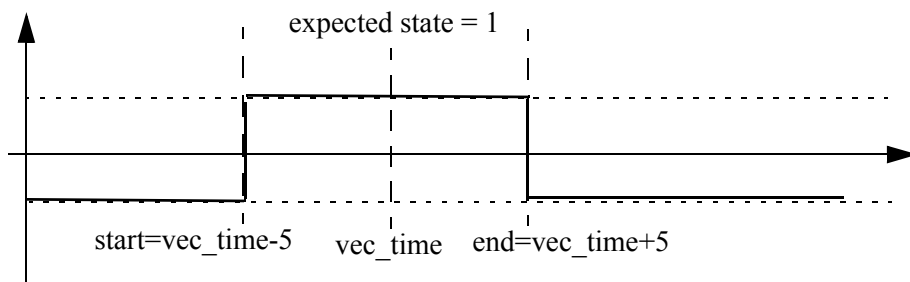 expected state = 1
start=vec_time-5 vec_time end=vec_time+5